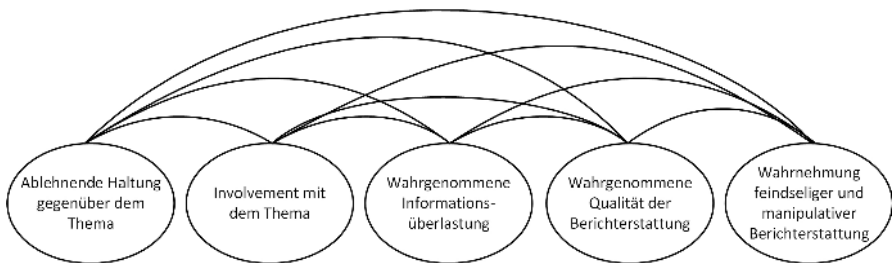 Ablehnende Haltung
gegenüber dem
Thema
Involvement mit
dem Thema
Wahrgenommene
Informations-
überlastung
Wahrgenommene
Qualität der
Berichterstattung
Wahrnehmung
feindseliger und
manipulativer
Berichterstattung